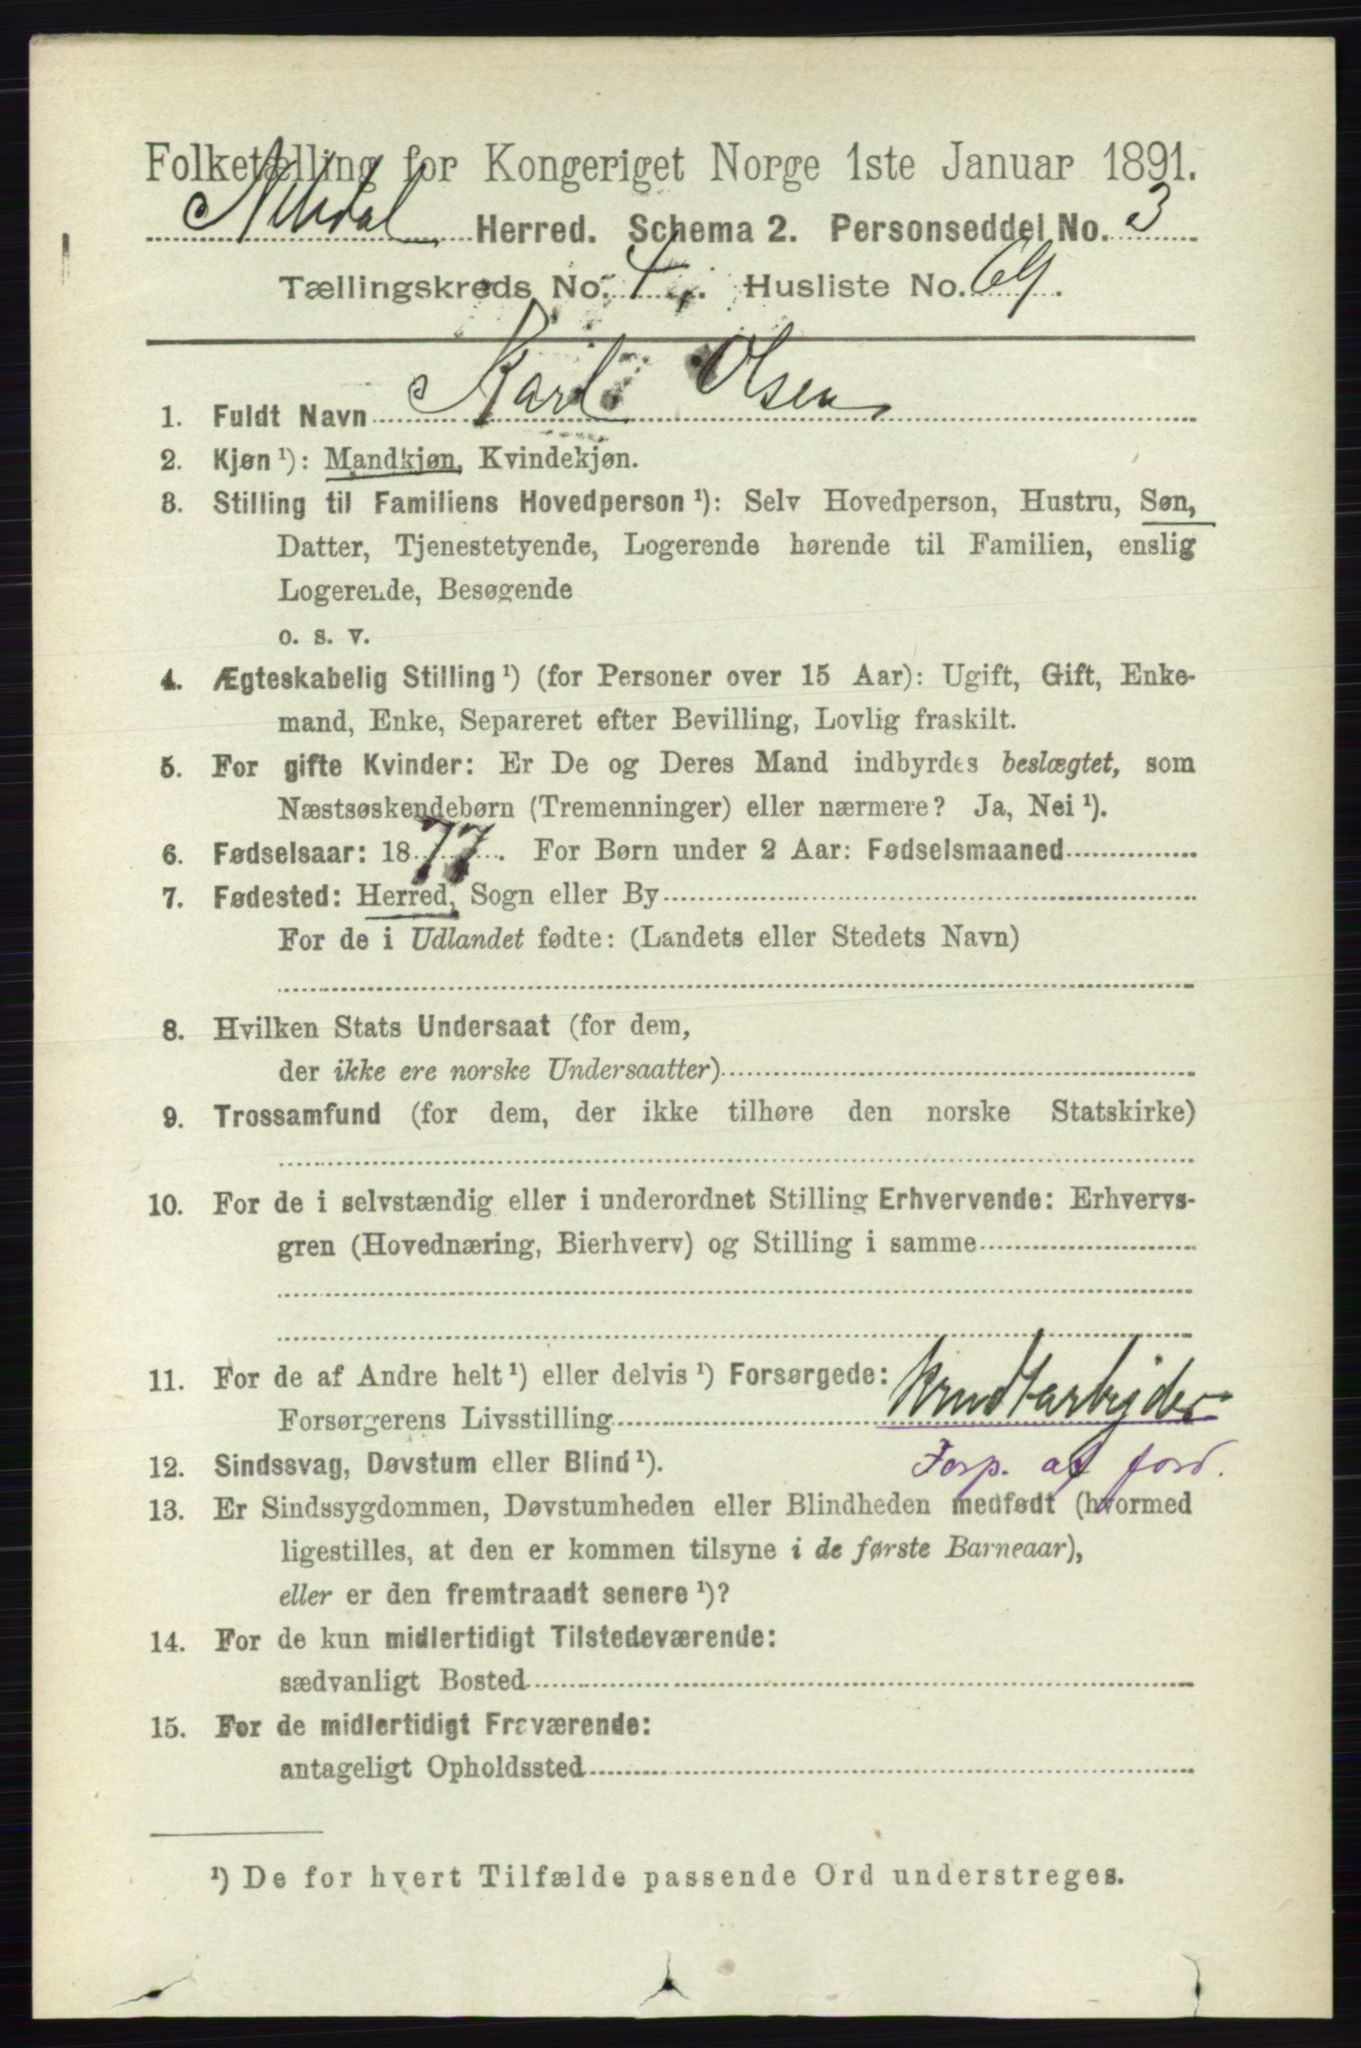 Folketælling for Kongeriget Norge 1ste Januar 1891.
Nitedal Herred. Schema 2. Personseddel No. 3
Tællingskreds No. 4. Husliste No. 69.
1. Fuldt Navn Karl Olsen
2. Kjøn ¹): Mandkjøn, Kvindekjøn.
3. Stilling til Familiens Hovedperson ¹): Selv Hovedperson, Hustru, Søn,
Datter, Tjenestetyende, Logerende hørende til Familien, enslig
Logerende, Besøgende
o. s. v.
4. Ægteskabelig Stilling ¹) (for Personer over 15 Aar): Ugift, Gift, Enke-
mand, Enke, Separeret efter Bevilling, Lovlig fraskilt.
5. For gifte Kvinder: Er De og Deres Mand indbyrdes beslægtet, som
Næstsøskendebørn (Tremenninger) eller nærmere? Ja, Nei ¹).
6. Fødselsaar: 1877. For Børn under 2 Aar: Fødselsmaaned
7. Fødested: Herred, Sogn eller By
For de i Udlandet fødte: (Landets eller Stedets Navn)
8. Hvilken Stats Undersaat (for dem,
der ikke ere norske Undersaatter)
9. Trossamfund (for dem, der ikke tilhøre den norske Statskirke)
10. For de i selvstændig eller i underordnet Stilling Erhvervende: Erhvervs-
gren (Hovednæring, Bierhverv) og Stilling i samme
11. For de af Andre helt ¹) eller delvis ¹) Forsørgede:
Forsørgerens Livsstilling Krudtarbejder
12. Sindssvag, Døvstum eller Blind ¹). Forp. af ford.
13. Er Sindssygdommen, Døvstumheden eller Blindheden medfødt (hvormed
ligestilles, at den er kommen tilsyne i de første Barneaar),
eller er den fremtraadt senere ¹)?
14. For de kun midlertidigt Tilstedeværende:
sædvanligt Bosted
15. For de midlertidigt Fraværende:
antageligt Opholdssted
¹) De for hvert Tilfælde passende Ord understreges.